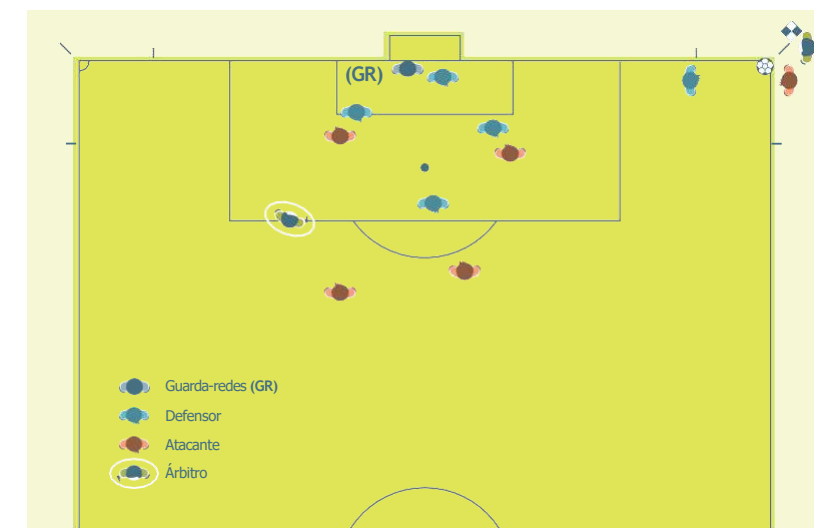 (GR)
Guarda-redes (GR)
Defensor
Atacante
Árbitro